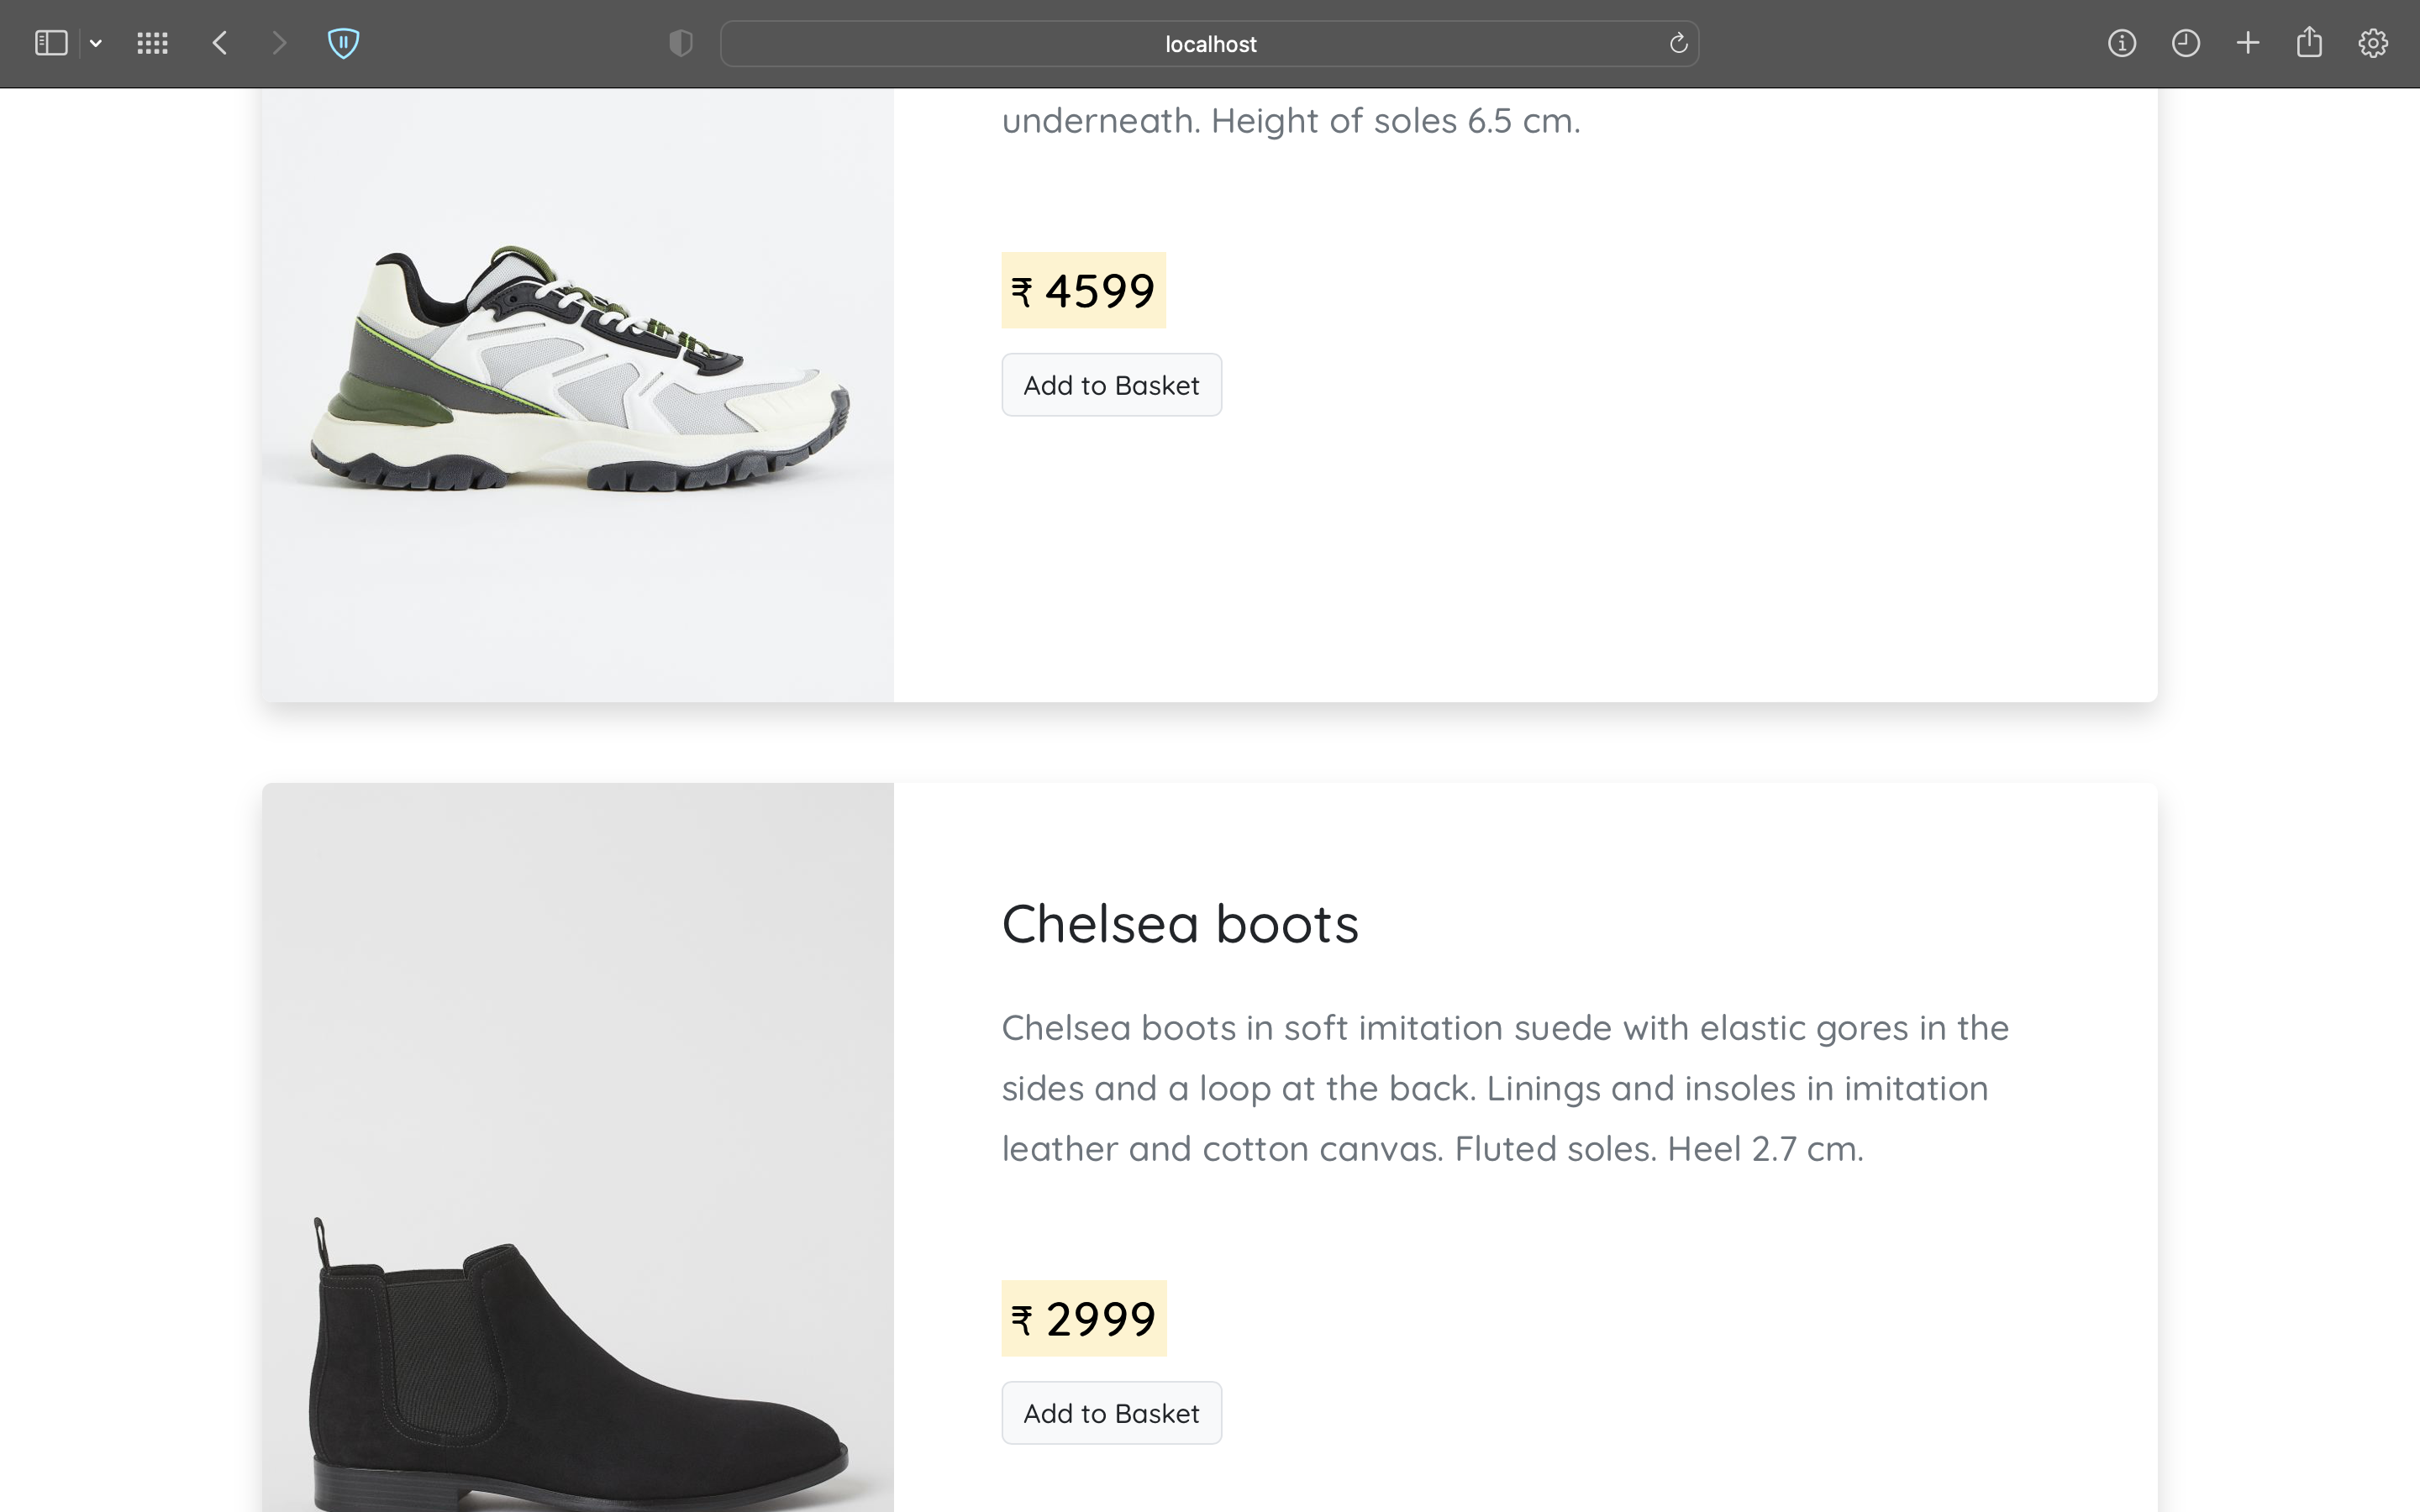 localhost
underneath. Height of soles 6.5 cm.
₹ 4599
Add to Basket
Chelsea boots
Chelsea boots in soft imitation suede with elastic gores in the
sides and a loop at the back. Linings and insoles in imitation
leather and cotton canvas. Fluted soles. Heel 2.7 cm.
₹ 2999
Add to Basket